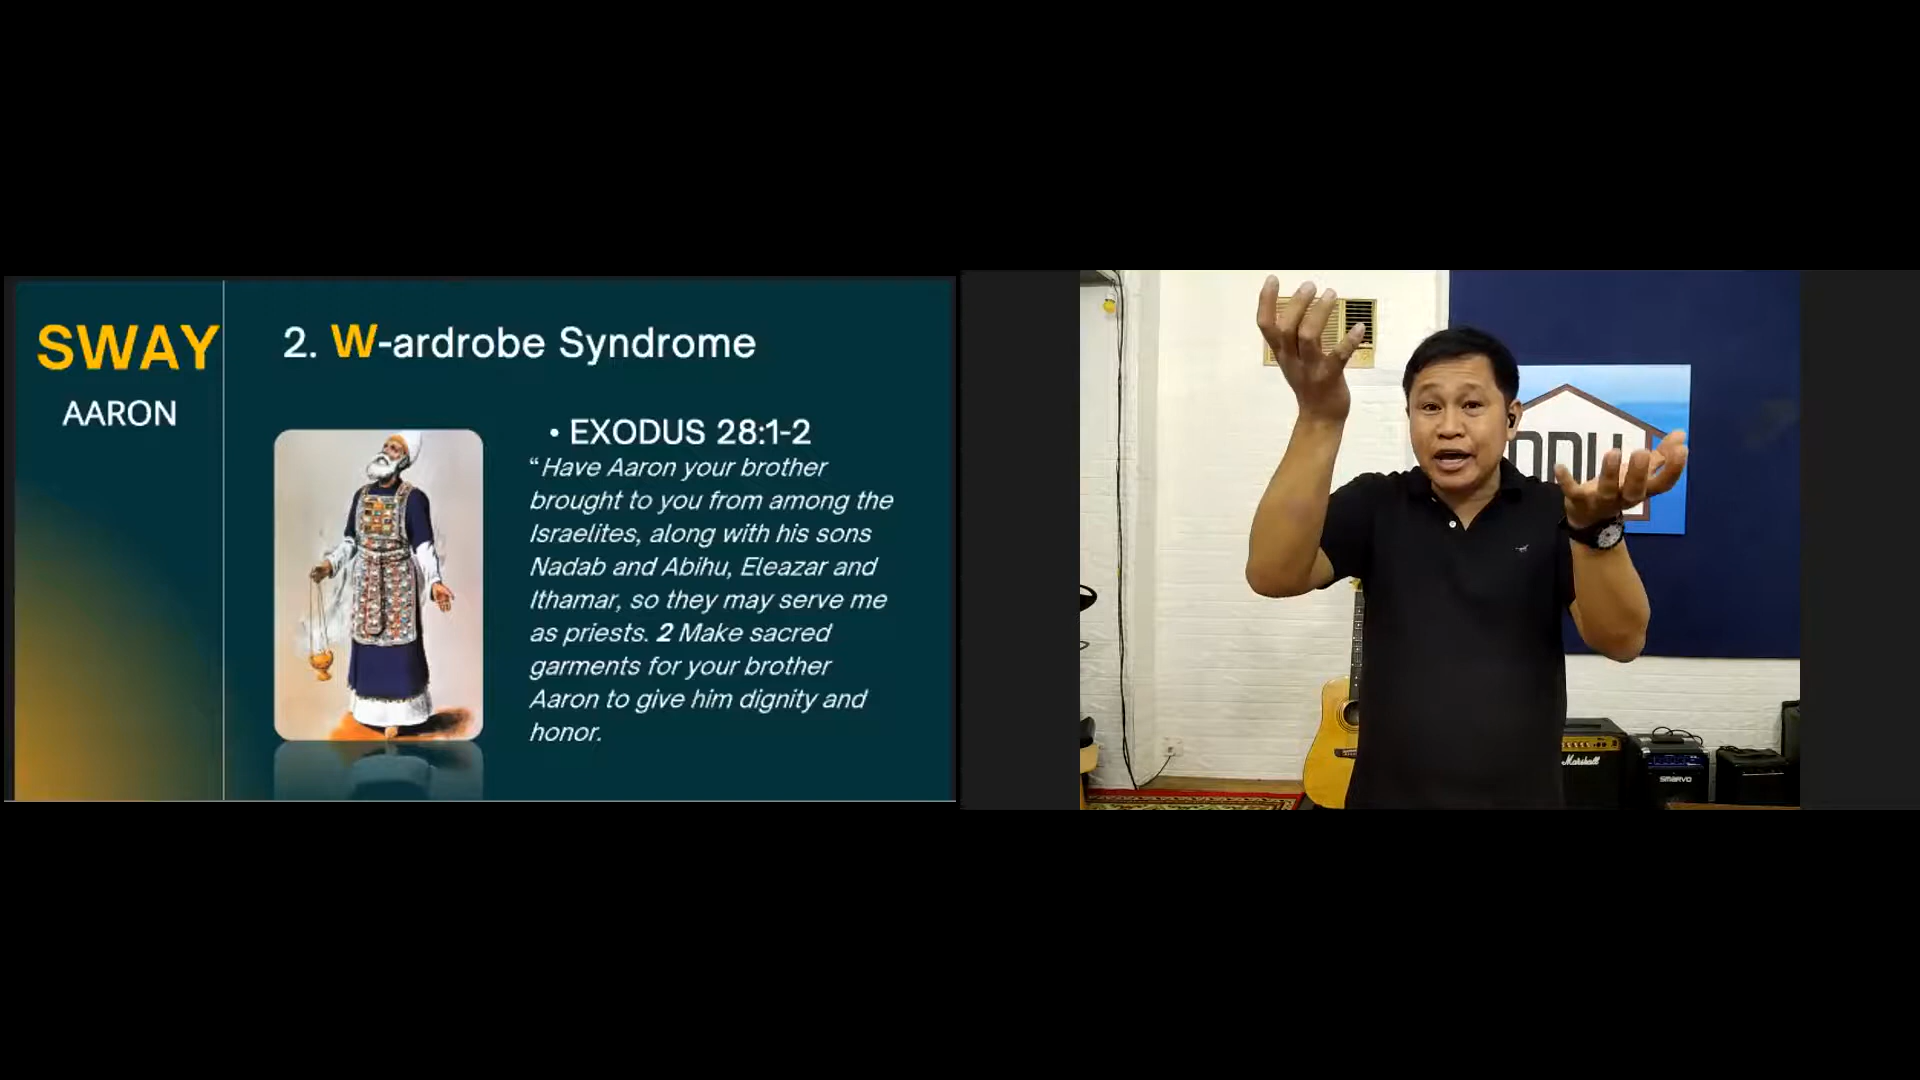 SWAY
AARON
2. W-ardrobe Syndrome
• EXODUS 28:1-2
“Have Aaron your brother
brought to you from among the
Israelites, along with his sons
Nadab and Abihu, Eleazar and
Ithamar, so they may serve me
as priests. 2 Make sacred
garments for your brother
Aaron to give him dignity and
honor.
Marshall
SMARVO